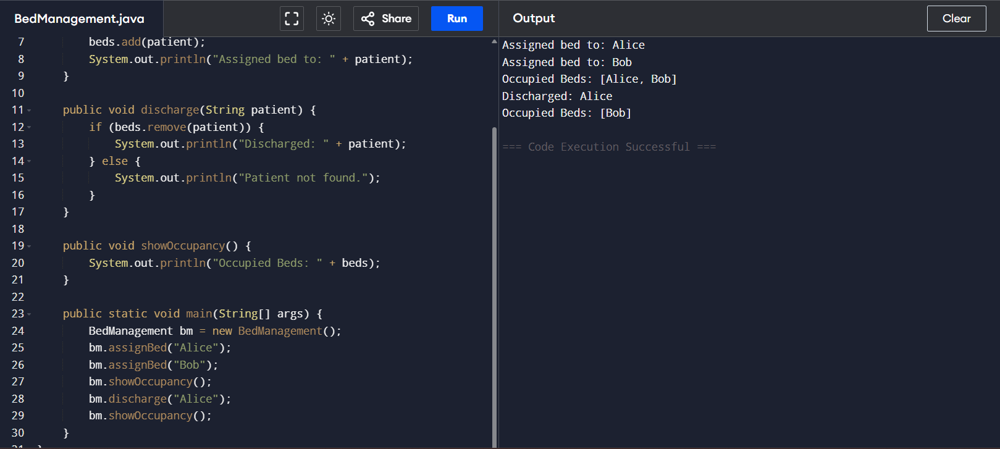 BedManagement.java
Share
Run
Output
Clear
7 beds.add(patient);
8 System.out.println("Assigned bed to: " + patient);
9 }
10
11 public void discharge(String patient) {
12 if (beds.remove(patient)) {
13 System.out.println("Discharged: " + patient);
14 } else {
15 System.out.println("Patient not found.");
16 }
17 }
18
19 public void showOccupancy() {
20 System.out.println("Occupied Beds: " + beds);
21 }
22
23 public static void main(String[] args) {
24 BedManagement bm = new BedManagement();
25 bm.assignBed("Alice");
26 bm.assignBed("Bob");
27 bm.showOccupancy();
28 bm.discharge("Alice");
29 bm.showOccupancy();
30 }
Assigned bed to: Alice
Assigned bed to: Bob
Occupied Beds: [Alice, Bob]
Discharged: Alice
Occupied Beds: [Bob]
=== Code Execution Successful ===